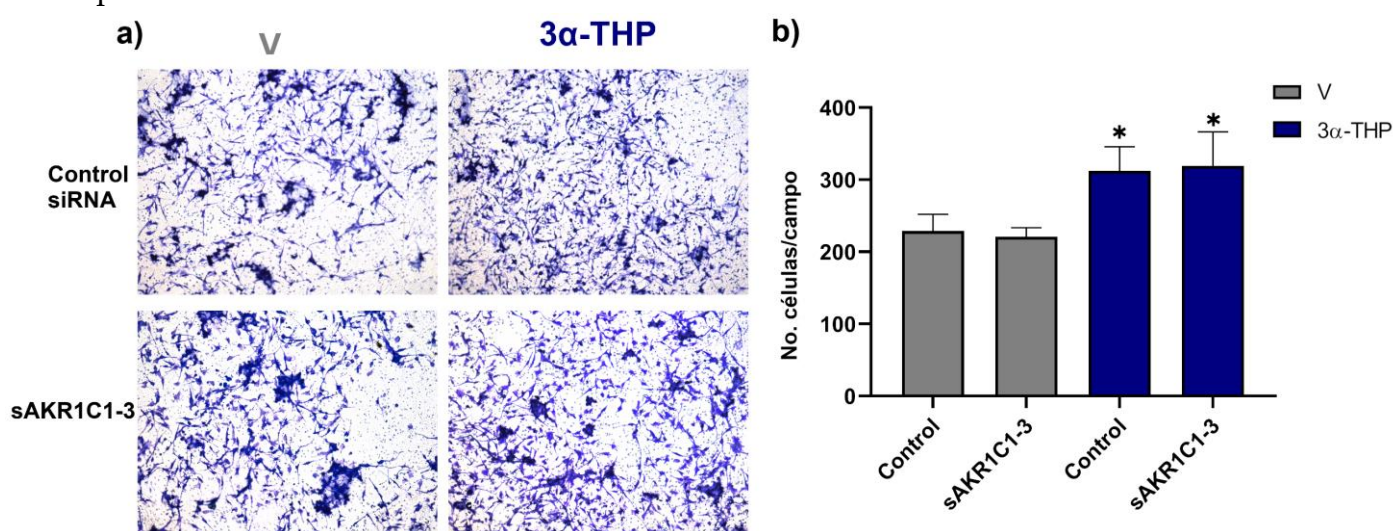 a)
V
3α-THP
Control
siRNA
sAKR1C1-3
b)
V
3α-THP
No. células/campo
400
300
200
100
0
*
*
Control
sAKR1C1-3
Control
sAKR1C1-3